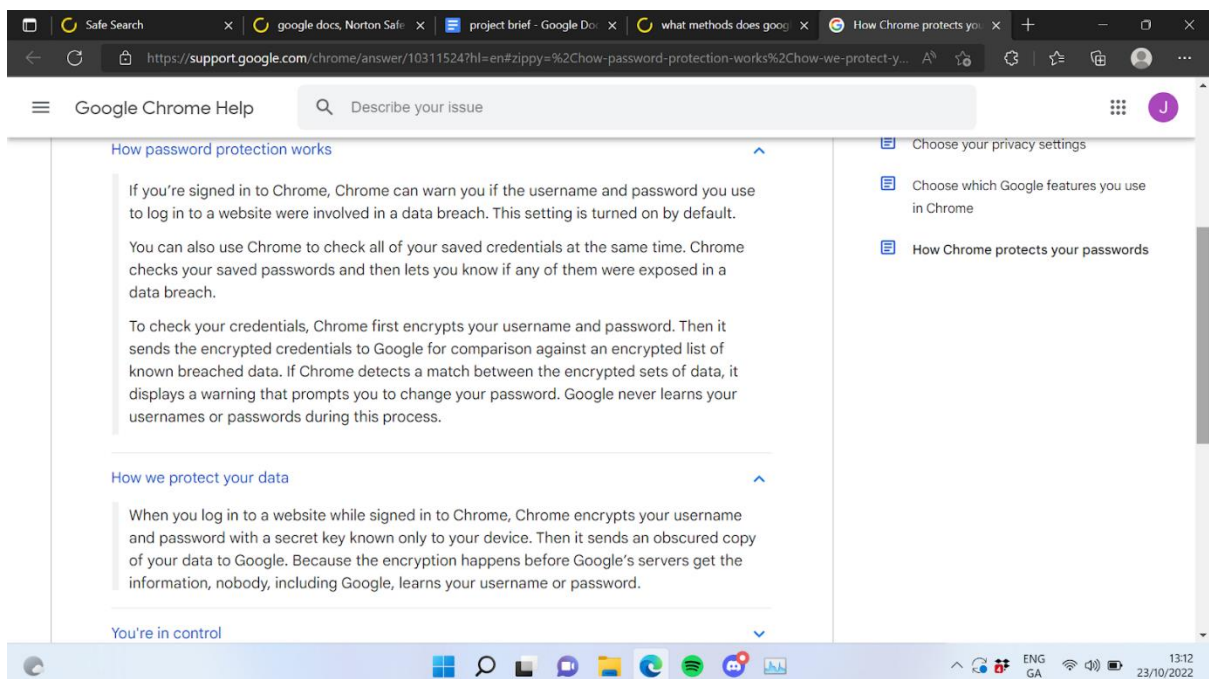 Safe Search
google docs, Norton Safe
project brief - Google Doc
what methods does goog
How Chrome protects you
https://support.google.com/chrome/answer/10311524?hl=en#zippy=%2Chow-password-protection-works%2Chow-we-protect-y...
Google Chrome Help
Describe your issue
J
How password protection works
If you're signed in to Chrome, Chrome can warn you if the username and password you use
to log in to a website were involved in a data breach. This setting is turned on by default.
You can also use Chrome to check all of your saved credentials at the same time. Chrome
checks your saved passwords and then lets you know if any of them were exposed in a
data breach.
To check your credentials, Chrome first encrypts your username and password. Then it
sends the encrypted credentials to Google for comparison against an encrypted list of
known breached data. If Chrome detects a match between the encrypted sets of data, it
displays a warning that prompts you to change your password. Google never learns your
usernames or passwords during this process.
How we protect your data
When you log in to a website while signed in to Chrome, Chrome encrypts your username
and password with a secret key known only to your device. Then it sends an obscured copy
of your data to Google. Because the encryption happens before Google's servers get the
information, nobody, including Google, learns your username or password.
You're in control
Choose your privacy settings
Choose which Google features you use
in Chrome
How Chrome protects your passwords
ENG
GA
13:12
23/10/2022